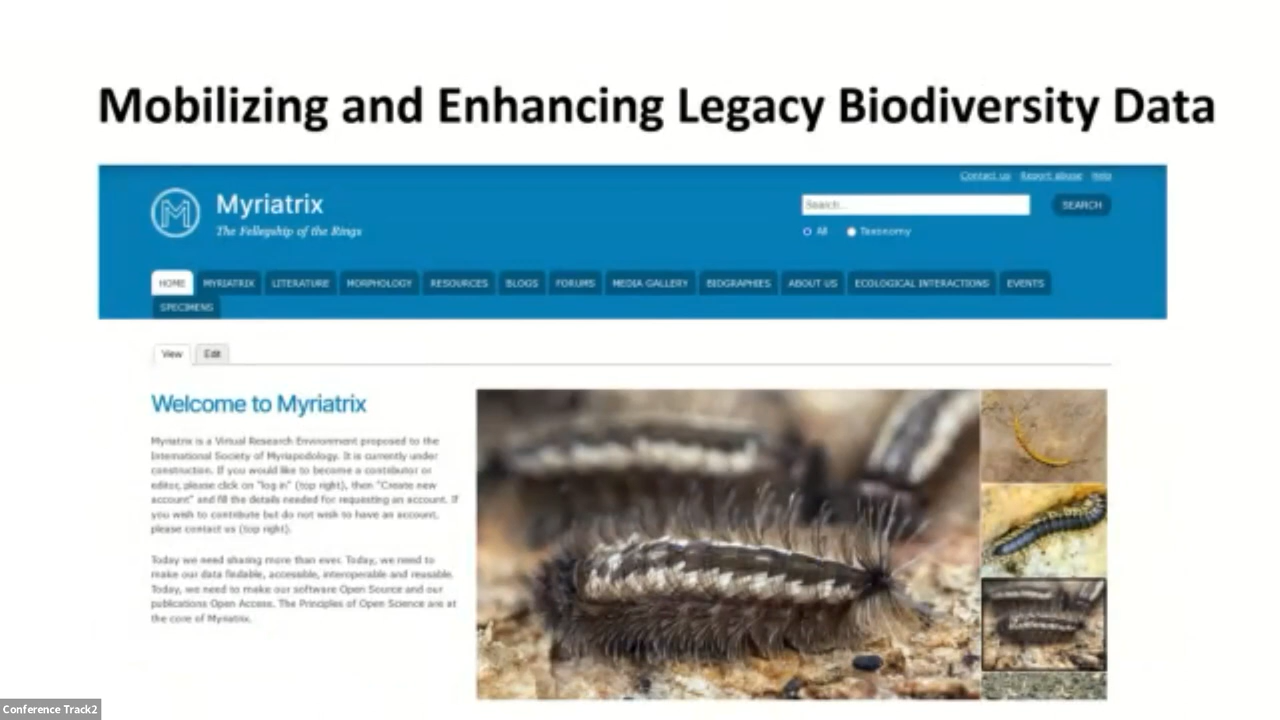 Mobilizing and Enhancing Legacy Biodiversity Data
Contact us Report abuse Help
Myriatrix
The Fellegship of the Rings
Search...
SEARCH
All Taxonomy
HOME MYRIATRIX LITERATURE MORPHOLOGY RESOURCES BLOGS FORUMS MEDIA GALLERY BIOGRAPHIES ABOUT US ECOLOGICAL INTERACTIONS EVENTS
SPECIMENS
View Edit
Welcome to Myriatrix
Myriatrix is a Virtual Research Environment proposed to the
International Society of Myriapodology. It is currently under
construction. If you would like to become a contributor or
editor, please click on "log in" (top right), then "Create new
account" and fill the details needed for requesting an account. If
you wish to contribute but do not wish to have an account,
please contact us (top right).
Today we need sharing more than ever. Today, we need to
make our data findable, accessible, interoperable and reusable.
Today, we need to make our software Open Source and our
publications Open Access. The Principles of Open Science are at
the core of Myriatrix.
Conference Track2